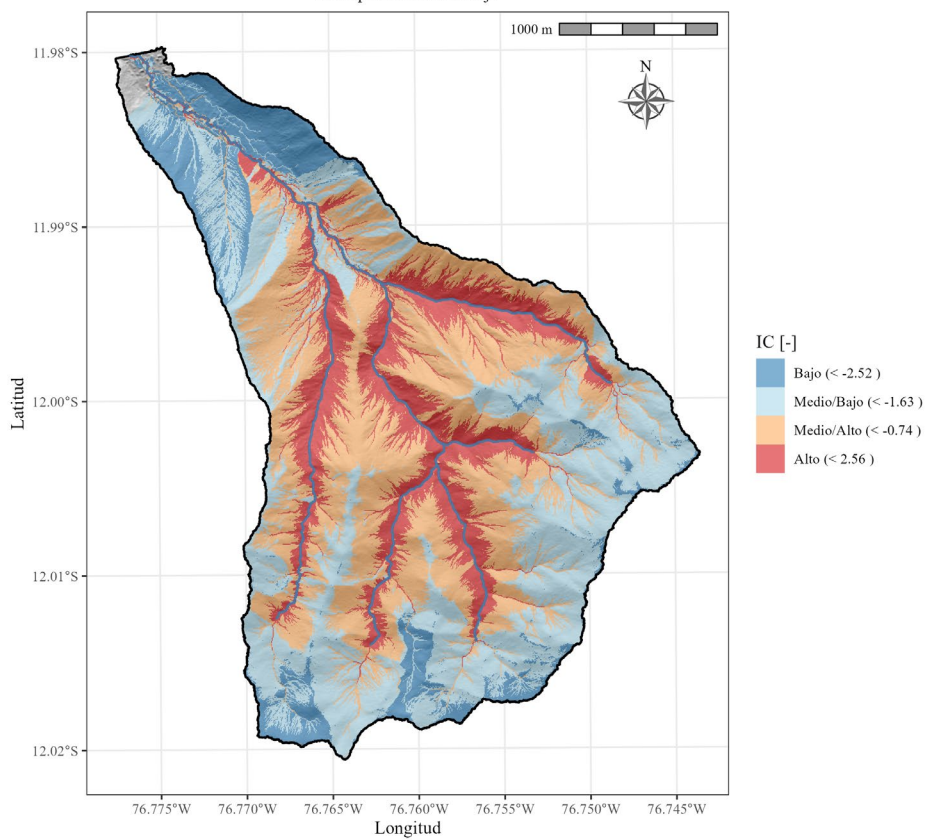 1000 m
N
11.98°S
11.99°S
12.00°S
12.01°S
12.02°S
Latitud
76.775°W 76.770°W 76.765°W 76.760°W 76.755°W 76.750°W 76.745°W
Longitud
IC [-]
Bajo (< -2.52 )
Medio/Bajo (< -1.63 )
Medio/Alto (< -0.74 )
Alto (< 2.56 )